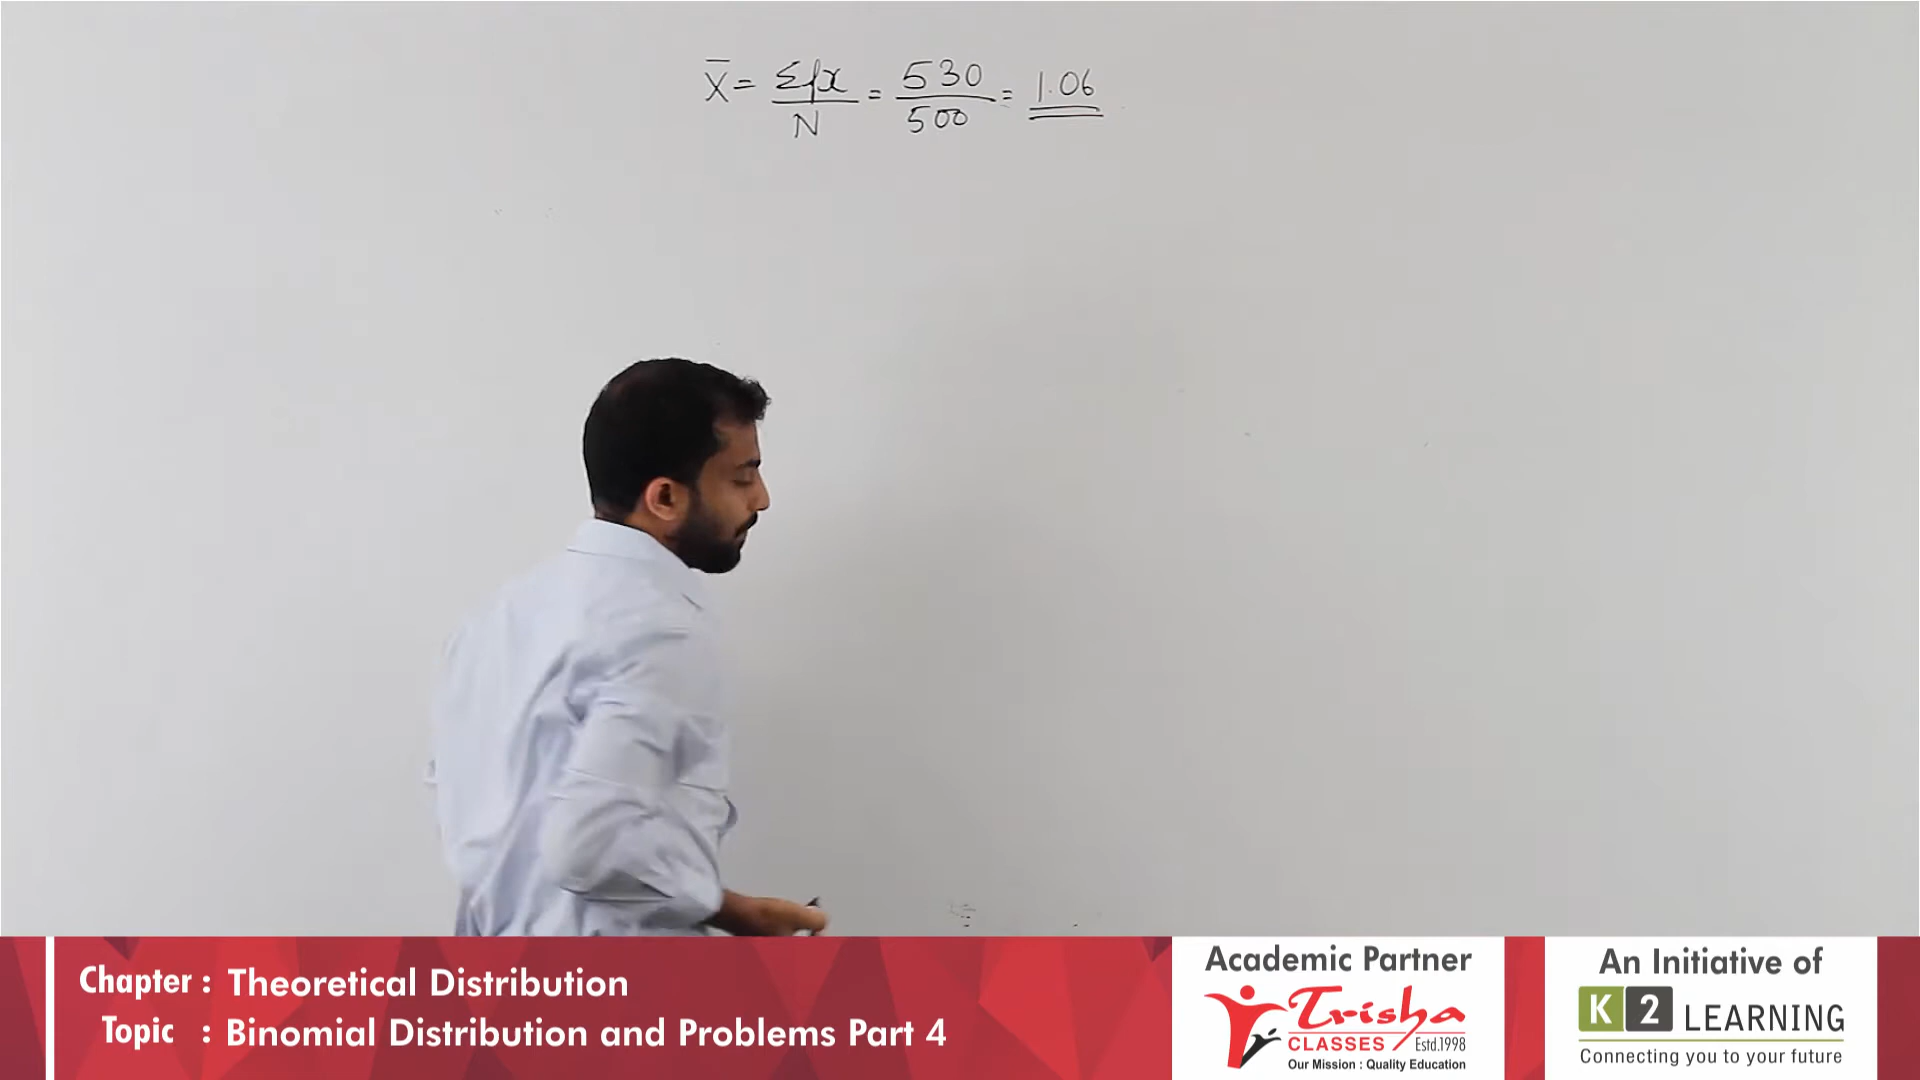 X̄ = Σfx/N = 530/500 = 1.06
Chapter : Theoretical Distribution
Topic : Binomial Distribution and Problems Part 4
Academic Partner
Trisha
CLASSES Estd.1998
Our Mission : Quality Education
An Initiative of
K2 LEARNING
Connecting you to your future